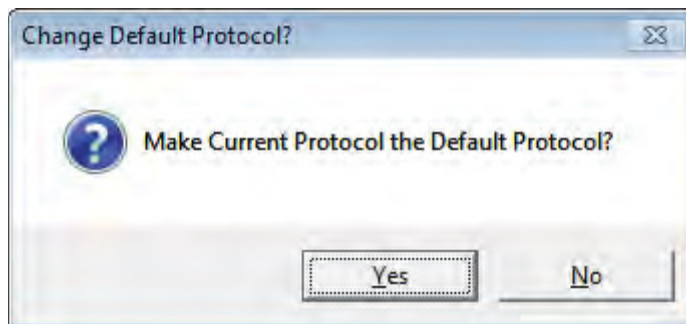 Change Default Protocol?
Make Current Protocol the Default Protocol?
Yes No